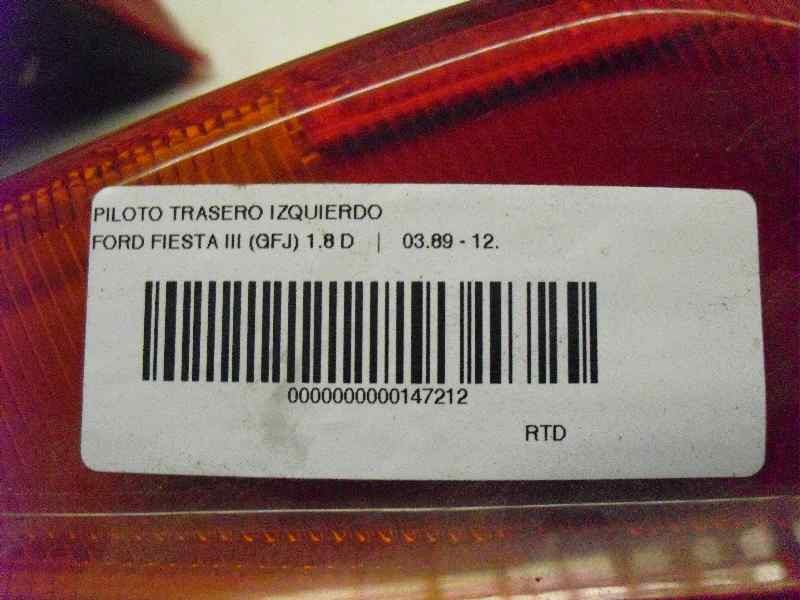 PILOTO TRASERO IZQUIERDO
FORD FIESTA III (GFJ) 1.8 D | 03.89 - 12.
0000000000147212
RTD